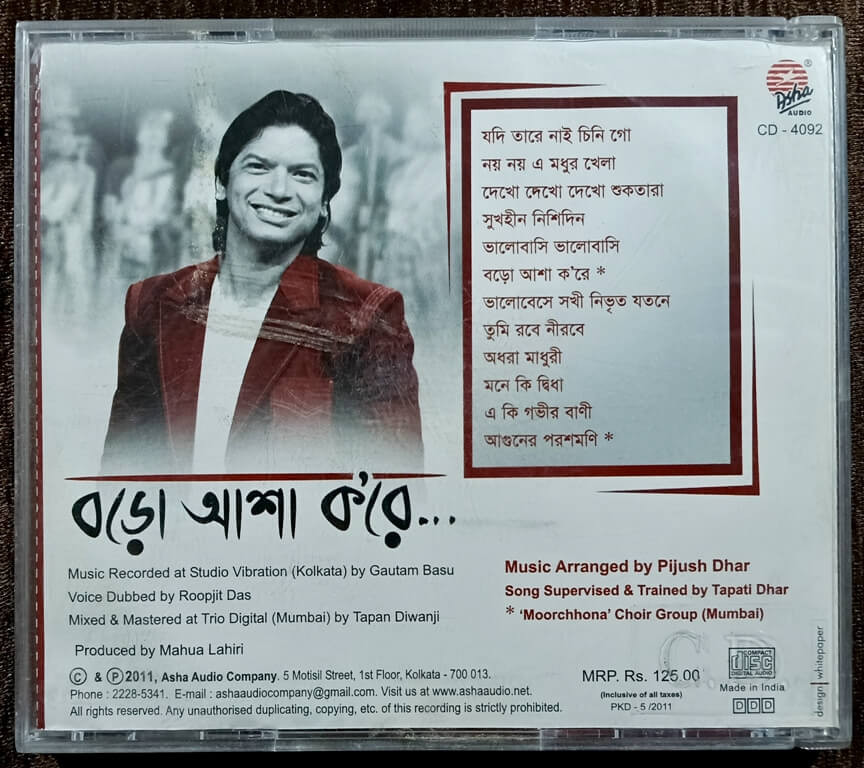 Asha
AUDIO
CD - 4092
যদি তারে নাই চিনি গো
নয় নয় এ মধুর খেলা
দেখো দেখো দেখো শুকতারা
সুখহীন নিশিদিন
ভালোবাসি ভালোবাসি
বড়ো আশা ক'রে *
ভালোবেসে সখী নিভৃত যতনে
তুমি রবে নীরবে
অধরা মাধুরী
মনে কি দ্বিধা
এ কি গভীর বাণী
আগুনের পরশমণি *
বড়ো আশা ক'রে...
Music Recorded at Studio Vibration (Kolkata) by Gautam Basu
Voice Dubbed by Roopjit Das
Mixed & Mastered at Trio Digital (Mumbai) by Tapan Diwanji
Produced by Mahua Lahiri
Music Arranged by Pijush Dhar
Song Supervised & Trained by Tapati Dhar
* 'Moorchhona' Choir Group (Mumbai)
© & ℗ 2011, Asha Audio Company. 5 Motisil Street, 1st Floor, Kolkata - 700 013.
Phone : 2228-5341. E-mail : ashaaudiocompany@gmail.com. Visit us at www.ashaaudio.net.
All rights reserved. Any unauthorised duplicating, copying, etc. of this recording is strictly prohibited.
MRP. Rs. 125.00
(Inclusive of all taxes)
PKD - 5 /2011
COMPACT
disc
DIGITAL AUDIO
Made in India
DDD
design | whitepaper